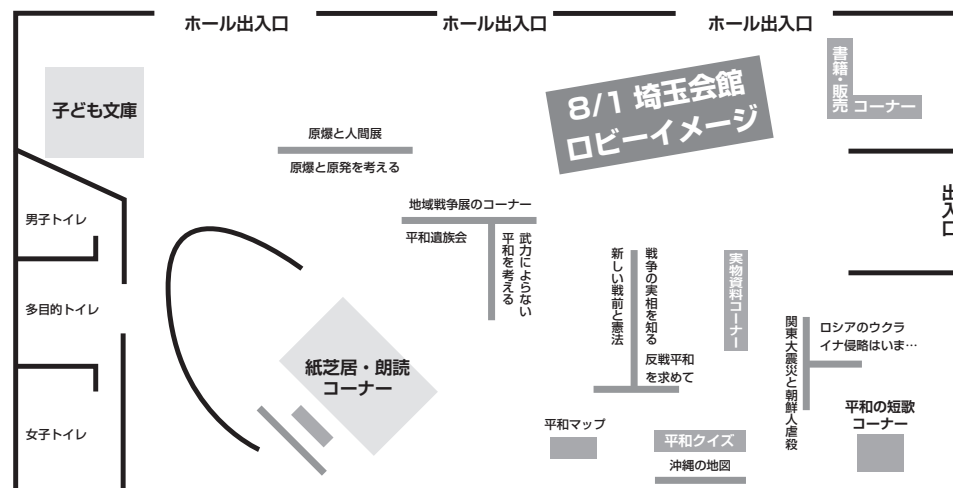 ホール出入口
ホール出入口
ホール出入口
子ども文庫
8/1 埼玉会館
ロビーイメージ
書籍・販売
コーナー
原爆と人間展
原爆と原発を考える
出入口
男子トイレ
地域戦争展のコーナー
平和遺族会
武力によらない
平和を考える
戦争の実相を知る
新しい戦前と憲法
実物資料コーナー
多目的トイレ
関東大震災と朝鮮人虐殺
ロシアのウクラ
イナ侵略はいま…
反戦平和
を求めて
紙芝居・朗読
コーナー
平和の短歌
コーナー
女子トイレ
平和マップ
平和クイズ
沖縄の地図